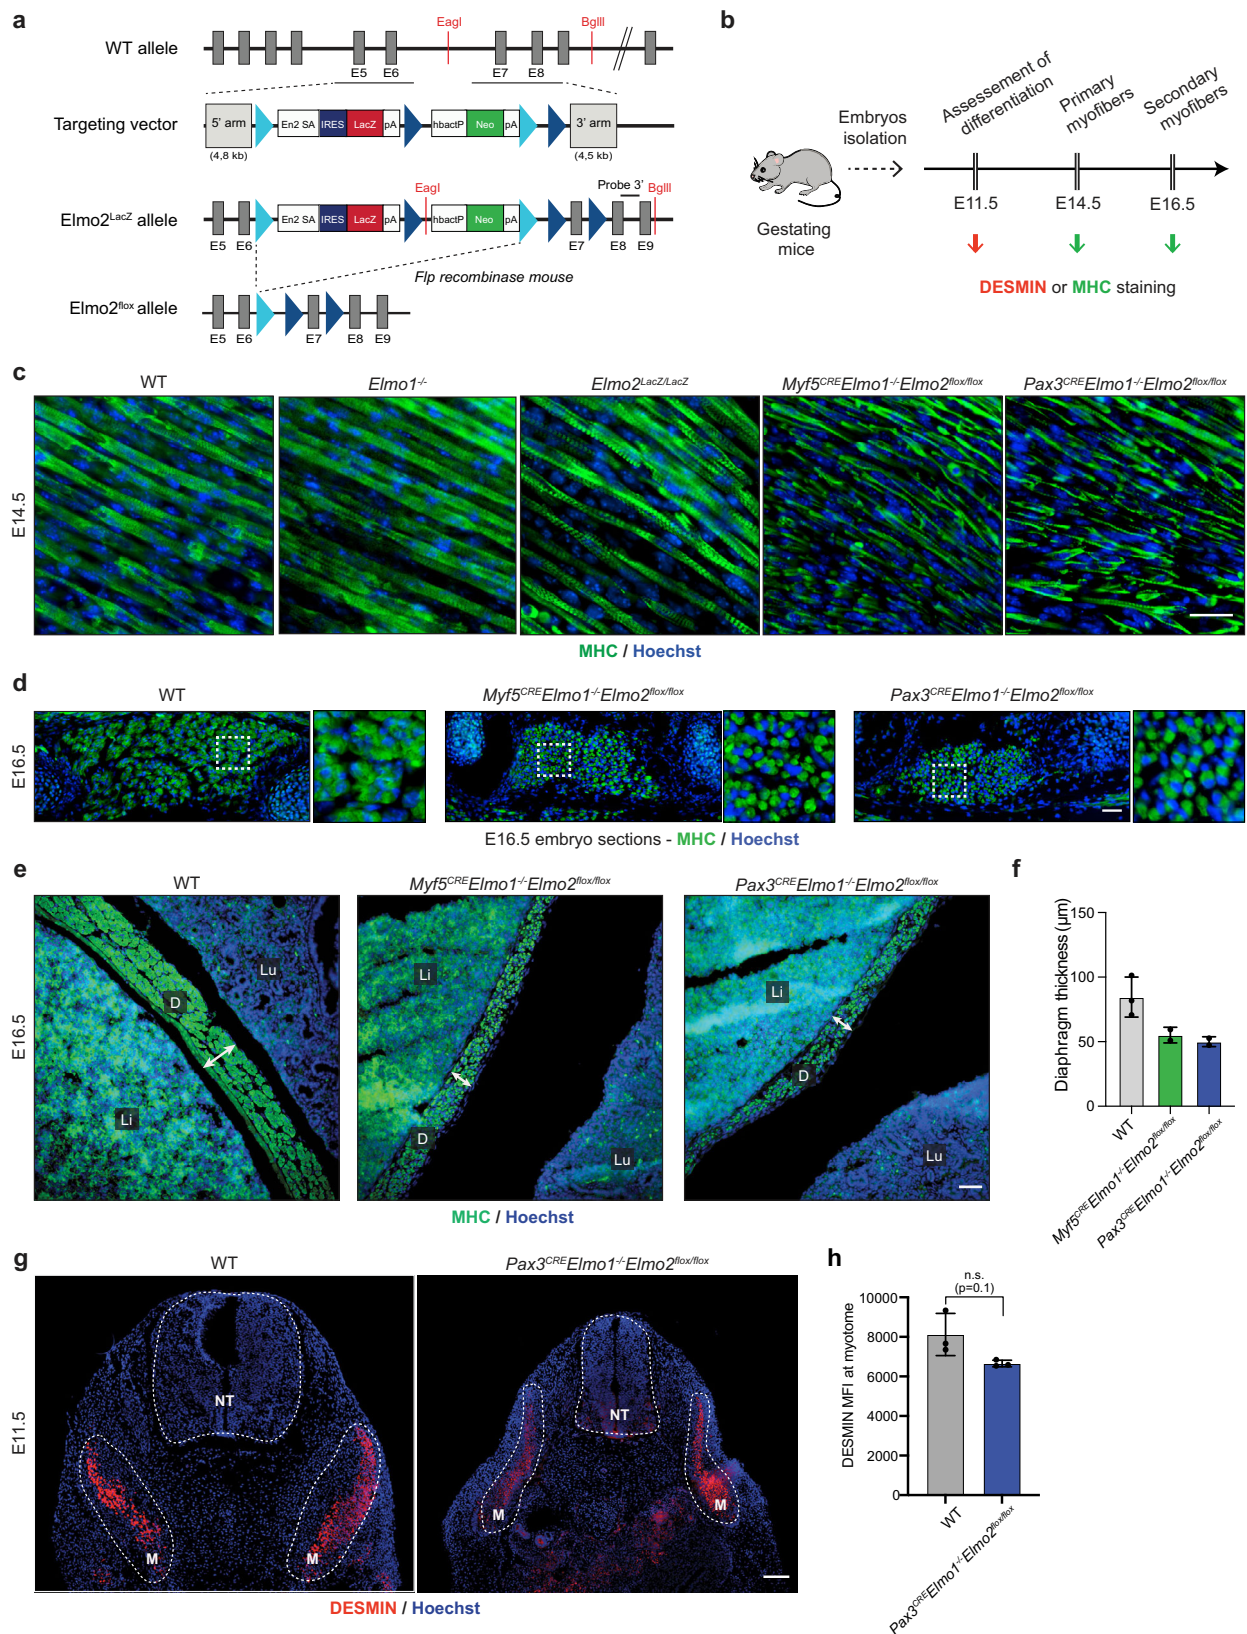 a
EagI
BglII
WT allele
E5 E6 E7 E8
Targeting vector
5' arm
En2 SA
IRES
LacZ
pA
hbactP
Neo
pA
3' arm
(4,8 kb)
(4,5 kb)
Probe 3'
EagI
BglII
Elmo2LacZ allele
En2 SA
IRES
LacZ
pA
hbactP
Neo
pA
E5 E6 E7 E8 E9
Flp recombinase mouse
Elmo2flox allele
E5 E6 E7 E8 E9
b
Embryos
isolation
Gestating
mice
Assessement of
differentiation
Primary
myofibers
Secondary
myofibers
E11.5 E14.5 E16.5
DESMIN or MHC staining
c
WT
Elmo1-/-
Elmo2LacZ/LacZ
Myf5CREElmo1-/-Elmo2flox/flox
Pax3CREElmo1-/-Elmo2flox/flox
E14.5
MHC / Hoechst
d
WT
Myf5CREElmo1-/-Elmo2flox/flox
Pax3CREElmo1-/-Elmo2flox/flox
E16.5
E16.5 embryo sections - MHC / Hoechst
e
WT
Myf5CREElmo1-/-Elmo2flox/flox
Pax3CREElmo1-/-Elmo2flox/flox
E16.5
Lu
D
Li
Li
D
Lu
Li
D
Lu
MHC / Hoechst
f
Diaphragm thickness (µm)
150
100
50
0
WT
Myf5CREElmo1-/-Elmo2flox/flox
Pax3CREElmo1-/-Elmo2flox/flox
g
WT
Pax3CREElmo1-/-Elmo2flox/flox
E11.5
NT
M
M
NT
M
M
DESMIN / Hoechst
h
n.s.
(p=0.1)
DESMIN MFI at myotome
10000
8000
6000
4000
2000
0
WT
Pax3CREElmo1-/-Elmo2flox/flox